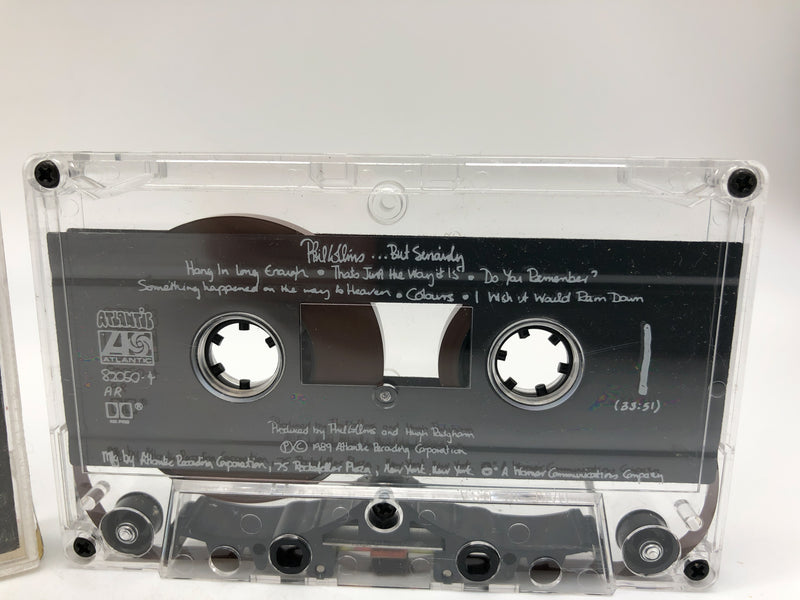 Phil Collins ...But Seriously
Hang In Long Enough • That's Just the Way it Is • Do You Remember?
Something happened on the way to Heaven • Colours • I Wish it Would Rain Down
ATLANTIC
ATLANTIC
82050-4
AR
1
(33:51)
Produced by Phil Collins and Hugh Padgham
℗© 1989 Atlantic Recording Corporation
Mfg by Atlantic Recording Corporation, 75 Rockefeller Plaza, New York, New York A Warner Communications Company